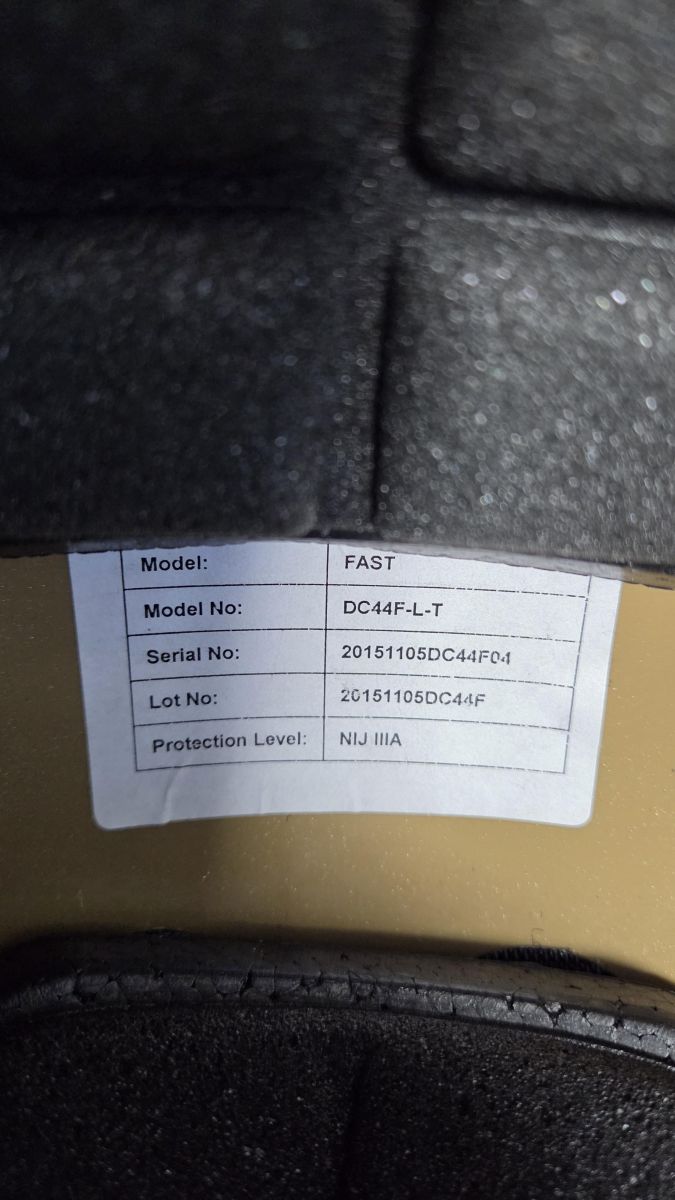 Model: FAST
Model No: DC44F-L-T
Serial No: 20151105DC44F04
Lot No: 20151105DC44F
Protection Level: NIJ IIIA